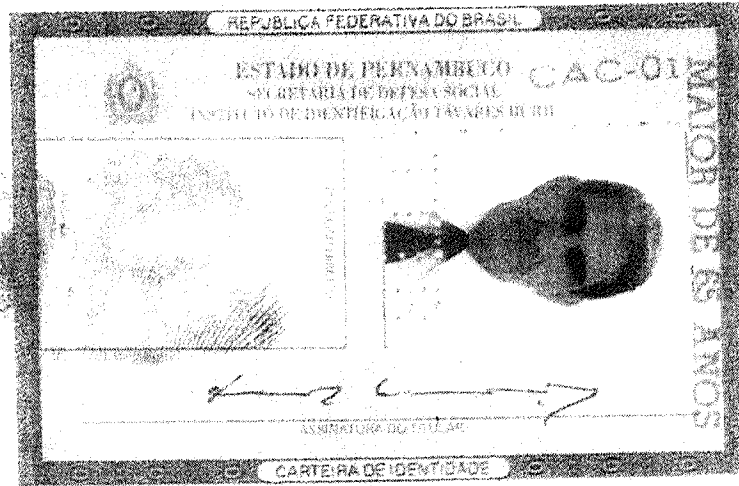 REPÚBLICA FEDERATIVA DO BRASIL
ESTADO DE PERNAMBUCO
CAC-01
SECRETARIA DE DEFESA SOCIAL
INSTITUTO DE IDENTIFICAÇÃO TAVARES BURIL
MAIOR DE 65 ANOS
ASSINATURA DO TITULAR
CARTEIRA DE IDENTIDADE